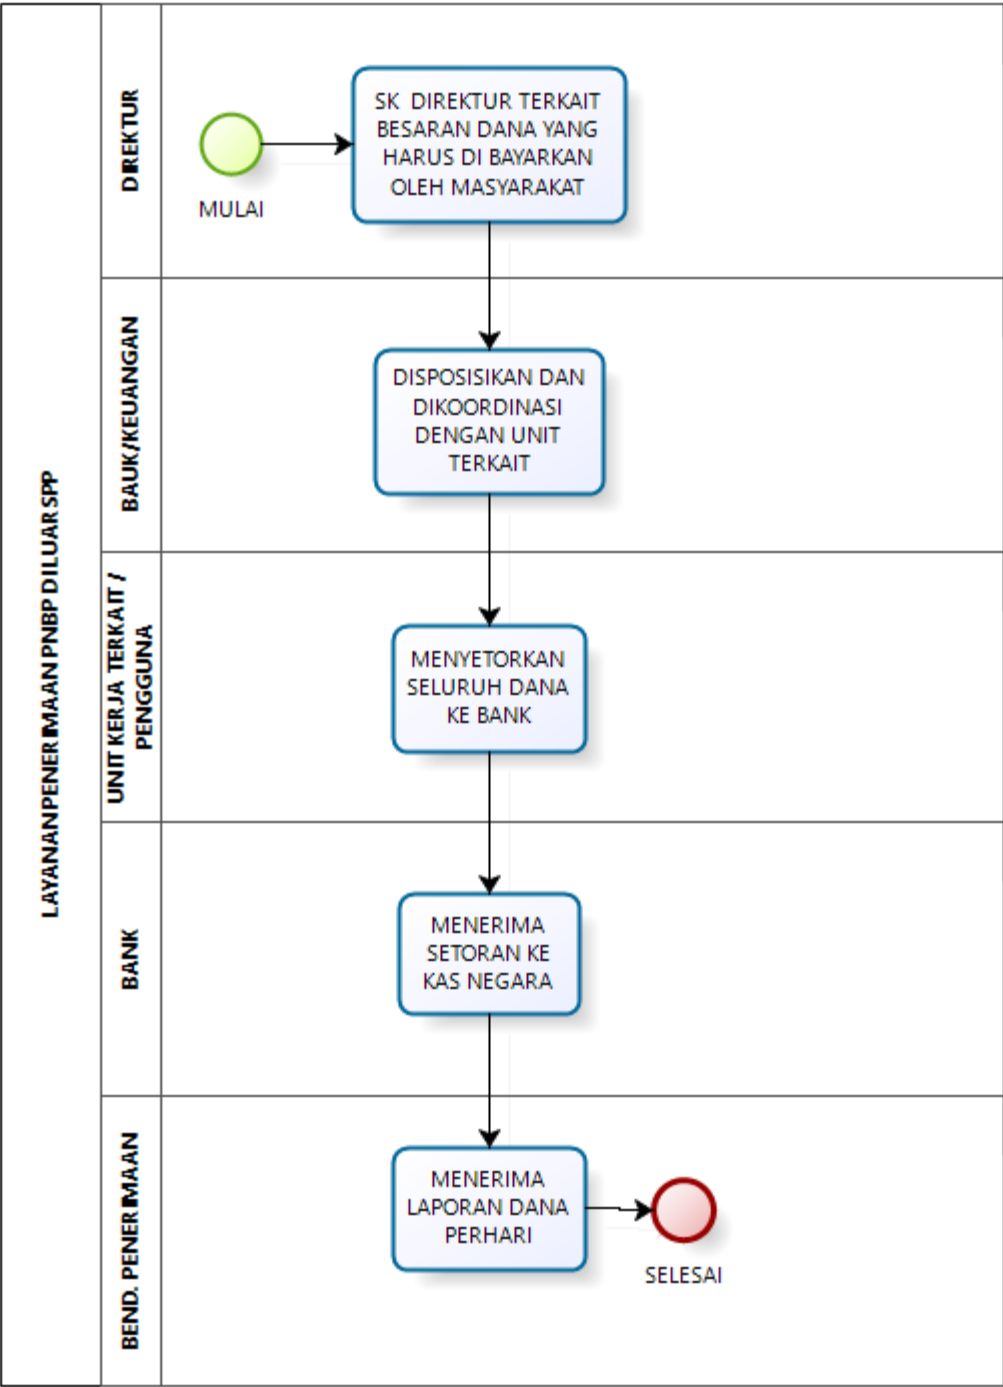 LAYANAN PENERIMAAN PNBP DILUAR SPP
DIREKTUR
MULAI
SK DIREKTUR TERKAIT
BESARAN DANA YANG
HARUS DI BAYARKAN
OLEH MASYARAKAT
BAUK/KEUANGAN
DISPOSISIKAN DAN
DIKOORDINASI
DENGAN UNIT
TERKAIT
UNIT KERJA TERKAIT /
PENGGUNA
MENYETORKAN
SELURUH DANA
KE BANK
BANK
MENERIMA
SETORAN KE
KAS NEGARA
BEND. PENERIMAAN
MENERIMA
LAPORAN DANA
PERHARI
SELESAI